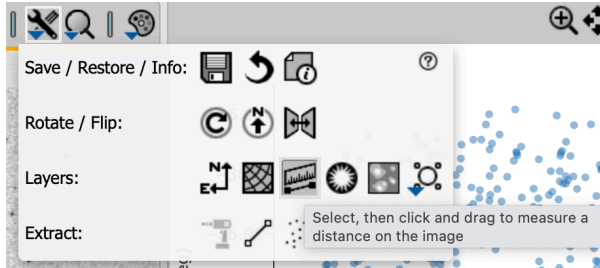 Save / Restore / Info:
?
Rotate / Flip:
N
Layers:
N
E
Select, then click and drag to measure a
distance on the image
Extract: